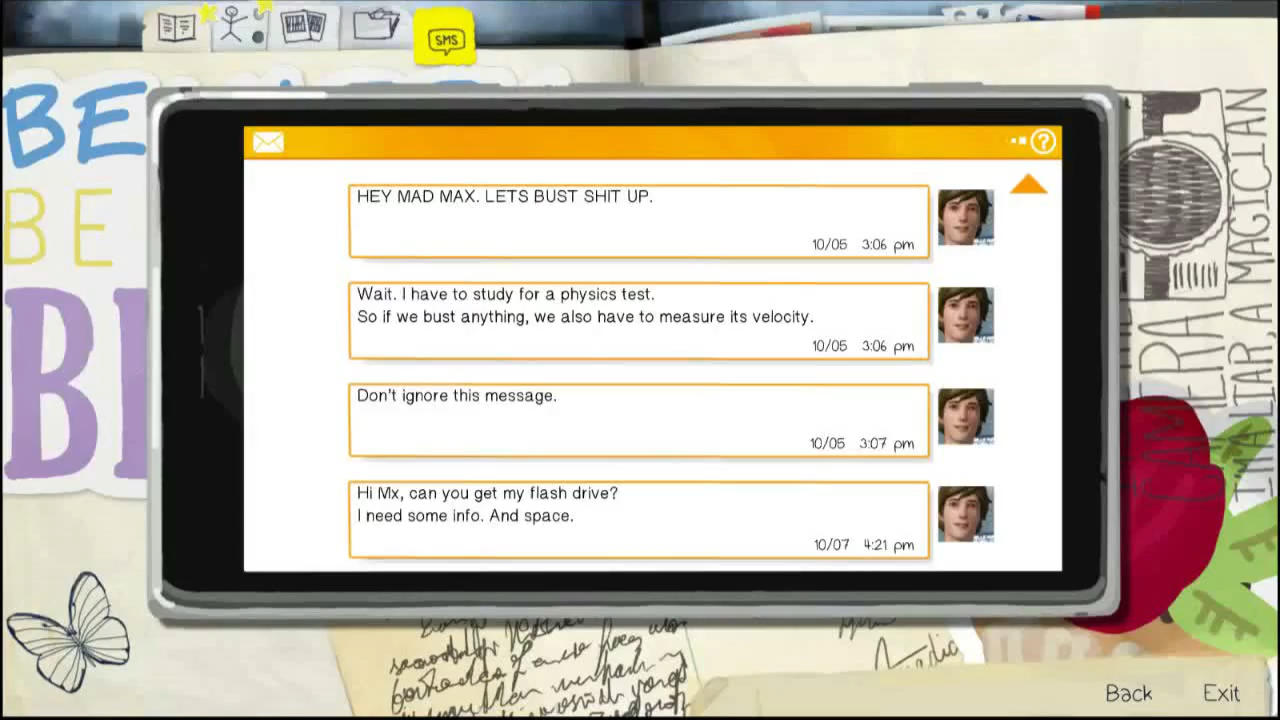 SMS
BE
BE
HEY MAD MAX. LETS BUST SHIT UP.
10/05 3:06 pm
Wait. I have to study for a physics test.
So if we bust anything, we also have to measure its velocity.
10/05 3:06 pm
Don't ignore this message.
10/05 3:07 pm
Hi Mx, can you get my flash drive?
I need some info. And space.
10/07 4:21 pm
LIAR, A MAGICIAN
Back Exit